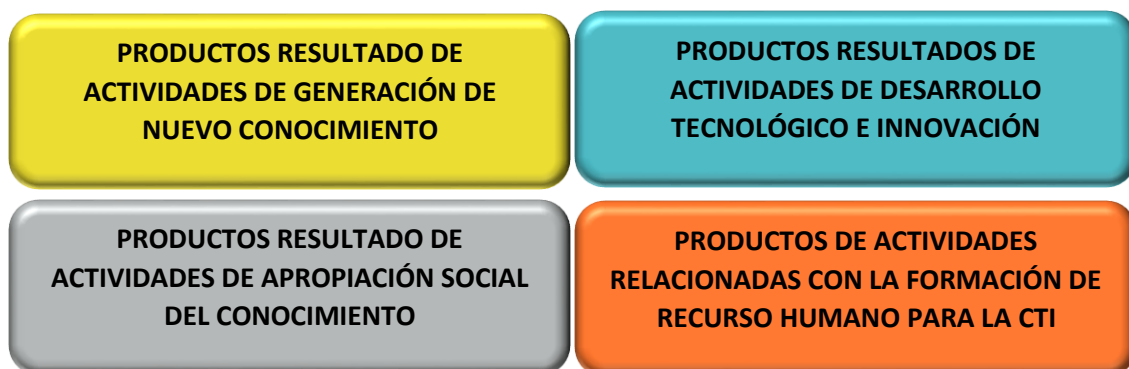 PRODUCTOS RESULTADO DE
ACTIVIDADES DE GENERACIÓN DE
NUEVO CONOCIMIENTO
PRODUCTOS RESULTADOS DE
ACTIVIDADES DE DESARROLLO
TECNOLÓGICO E INNOVACIÓN
PRODUCTOS RESULTADO DE
ACTIVIDADES DE APROPIACIÓN SOCIAL
DEL CONOCIMIENTO
PRODUCTOS DE ACTIVIDADES
RELACIONADAS CON LA FORMACIÓN DE
RECURSO HUMANO PARA LA CTI